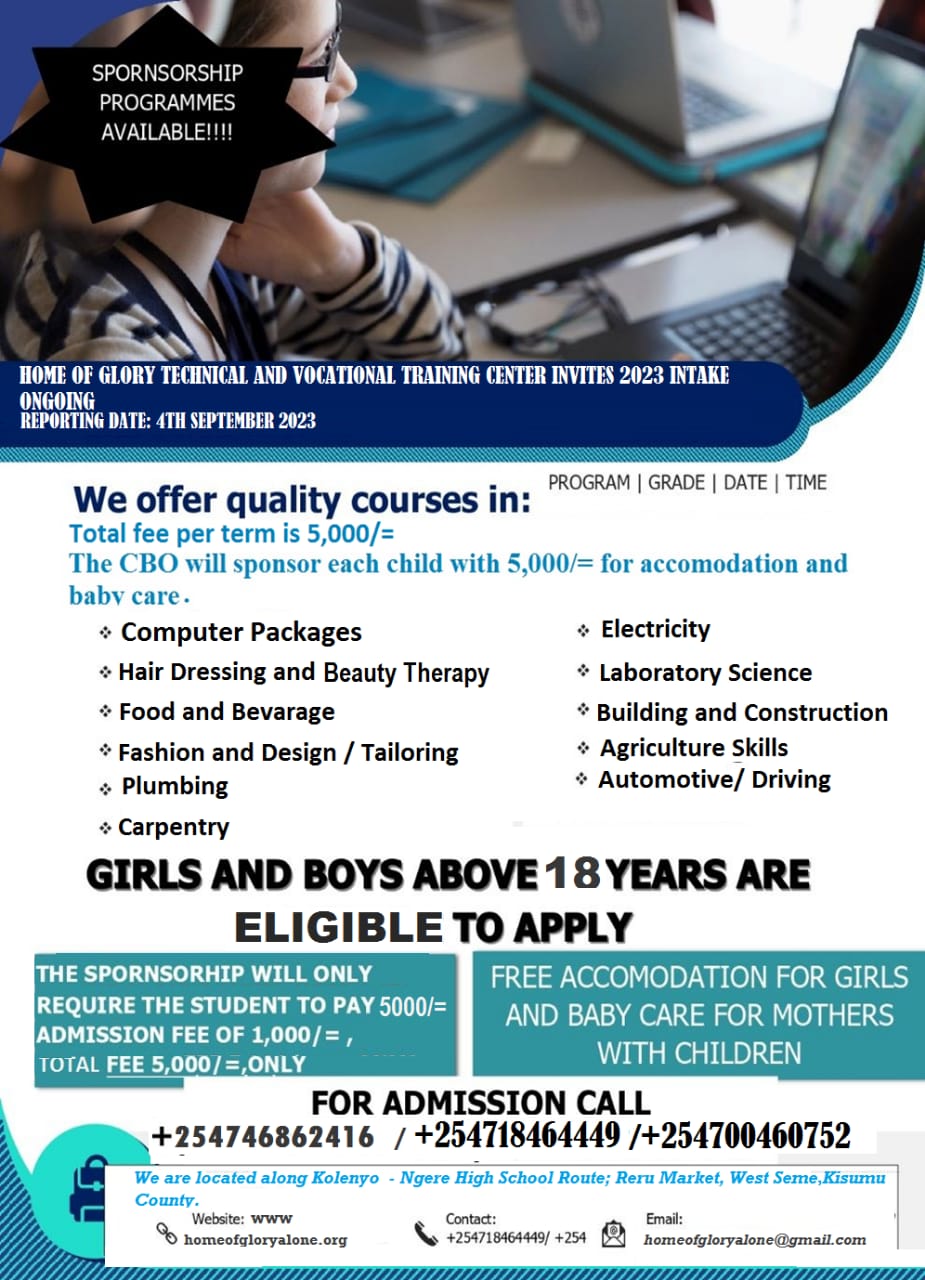 SPORNSORSHIP
PROGRAMMES
AVAILABLE!!!!
HOME OF GLORY TECHNICAL AND VOCATIONAL TRAINING CENTER INVITES 2023 INTAKE
ONGOING
REPORTING DATE: 4TH SEPTEMBER 2023
We offer quality courses in:
PROGRAM | GRADE | DATE | TIME
Total fee per term is 5,000/=
The CBO will sponsor each child with 5,000/= for accomodation and
baby care.
❖ Computer Packages
❖ Hair Dressing and Beauty Therapy
❖ Food and Bevarage
❖ Fashion and Design / Tailoring
❖ Plumbing
❖ Carpentry
❖ Electricity
❖ Laboratory Science
❖ Building and Construction
❖ Agriculture Skills
❖ Automotive/ Driving
GIRLS AND BOYS ABOVE 18 YEARS ARE
ELIGIBLE TO APPLY
THE SPORNSORHIP WILL ONLY
REQUIRE THE STUDENT TO PAY 5000/=
ADMISSION FEE OF 1,000/= ,
TOTAL FEE 5,000/=,ONLY
FREE ACCOMODATION FOR GIRLS
AND BABY CARE FOR MOTHERS
WITH CHILDREN
FOR ADMISSION CALL
+254746862416 / +254718464449 /+254700460752
We are located along Kolenyo - Ngere High School Route; Reru Market, West Seme,Kisumu
County.
Website: www
homeofgloryalone.org
Contact:
+254718464449/ +254
Email:
homeofgloryalone@gmail.com